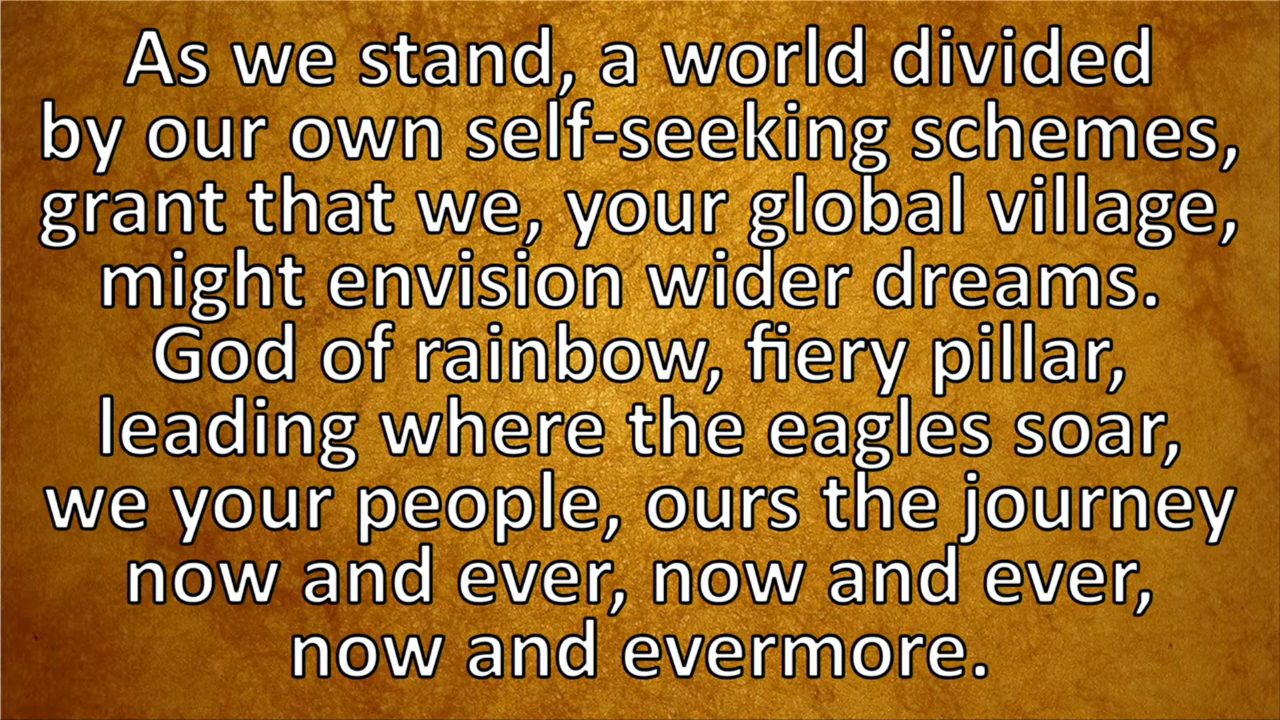 As we stand, a world divided
by our own self-seeking schemes,
grant that we, your global village,
might envision wider dreams.
God of rainbow, fiery pillar,
leading where the eagles soar,
we your people, ours the journey
now and ever, now and ever,
now and evermore.